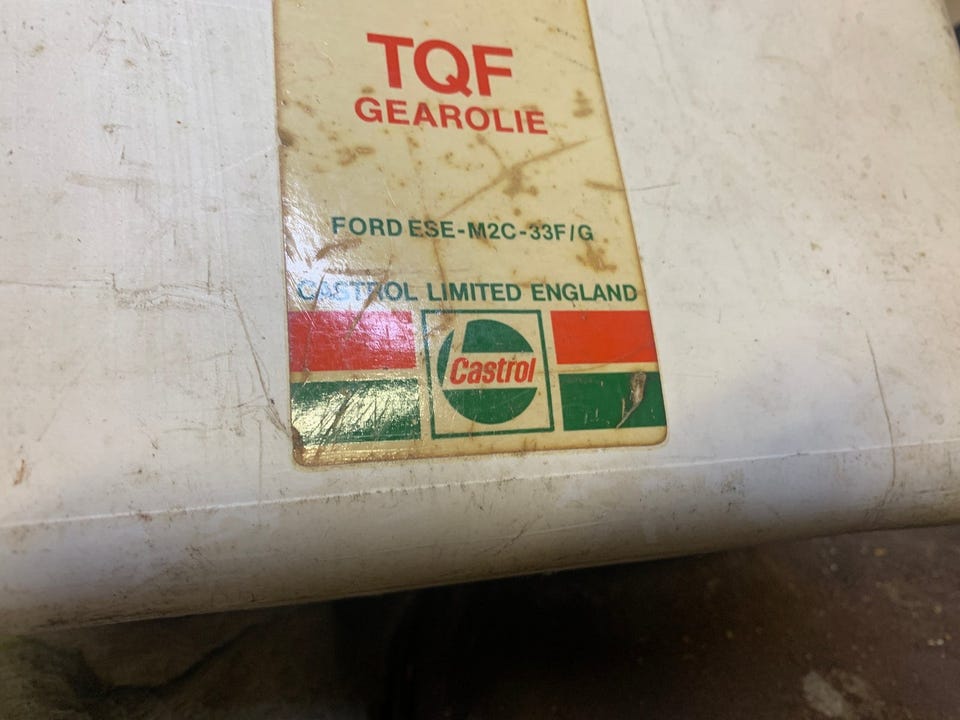 TQF
GEAROLIE
FORD ESE-M2C-33F/G
CASTROL LIMITED ENGLAND
Castrol